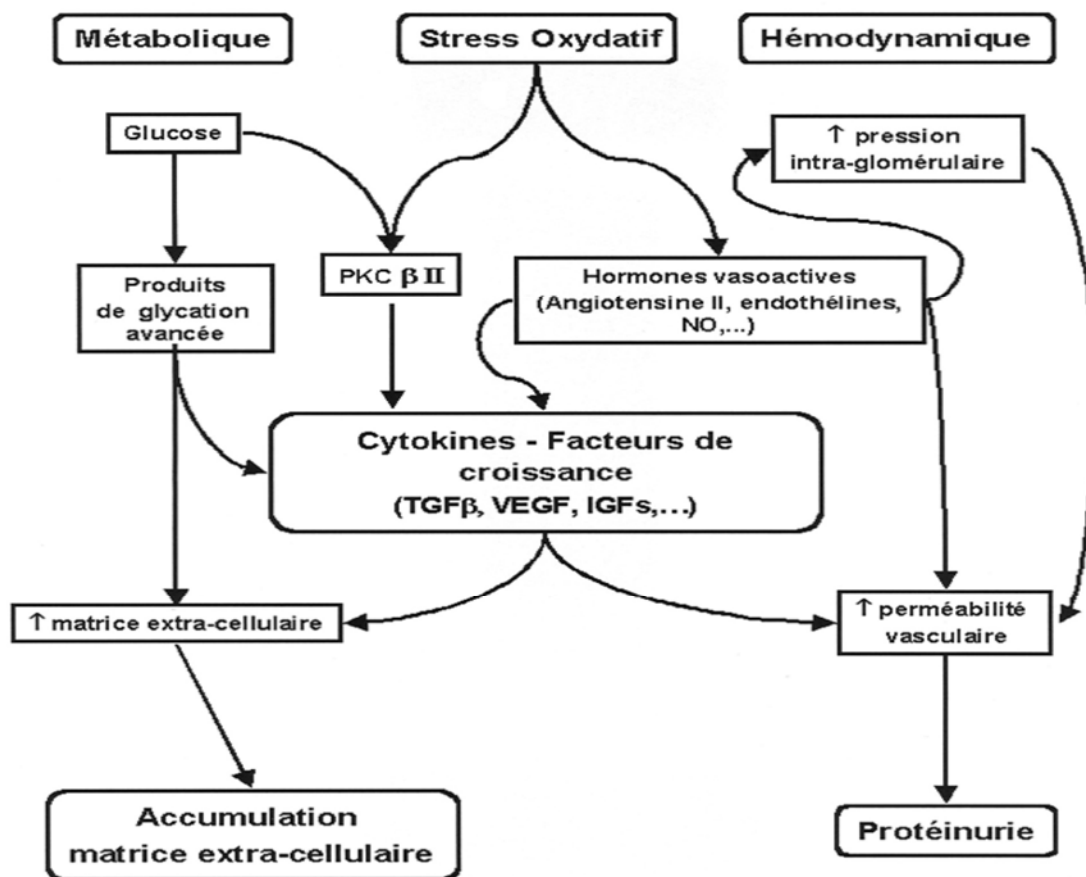 Métabolique
Stress Oxydatif
Hémodynamique
Glucose
↑ pression
intra-glomérulaire
Produits
de glycation
avancée
PKC β II
Hormones vasoactives
(Angiotensine II, endothélines,
NO,...)
Cytokines - Facteurs de
croissance
(TGFβ, VEGF, IGFs,...)
↑ matrice extra-cellulaire
↑ perméabilité
vasculaire
Accumulation
matrice extra-cellulaire
Protéinurie